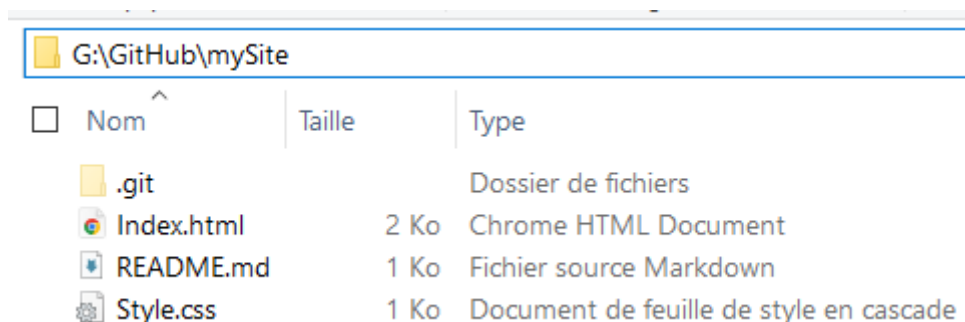 G:\GitHub\mySite
Nom Taille Type
.git Dossier de fichiers
Index.html 2 Ko Chrome HTML Document
README.md 1 Ko Fichier source Markdown
Style.css 1 Ko Document de feuille de style en cascade